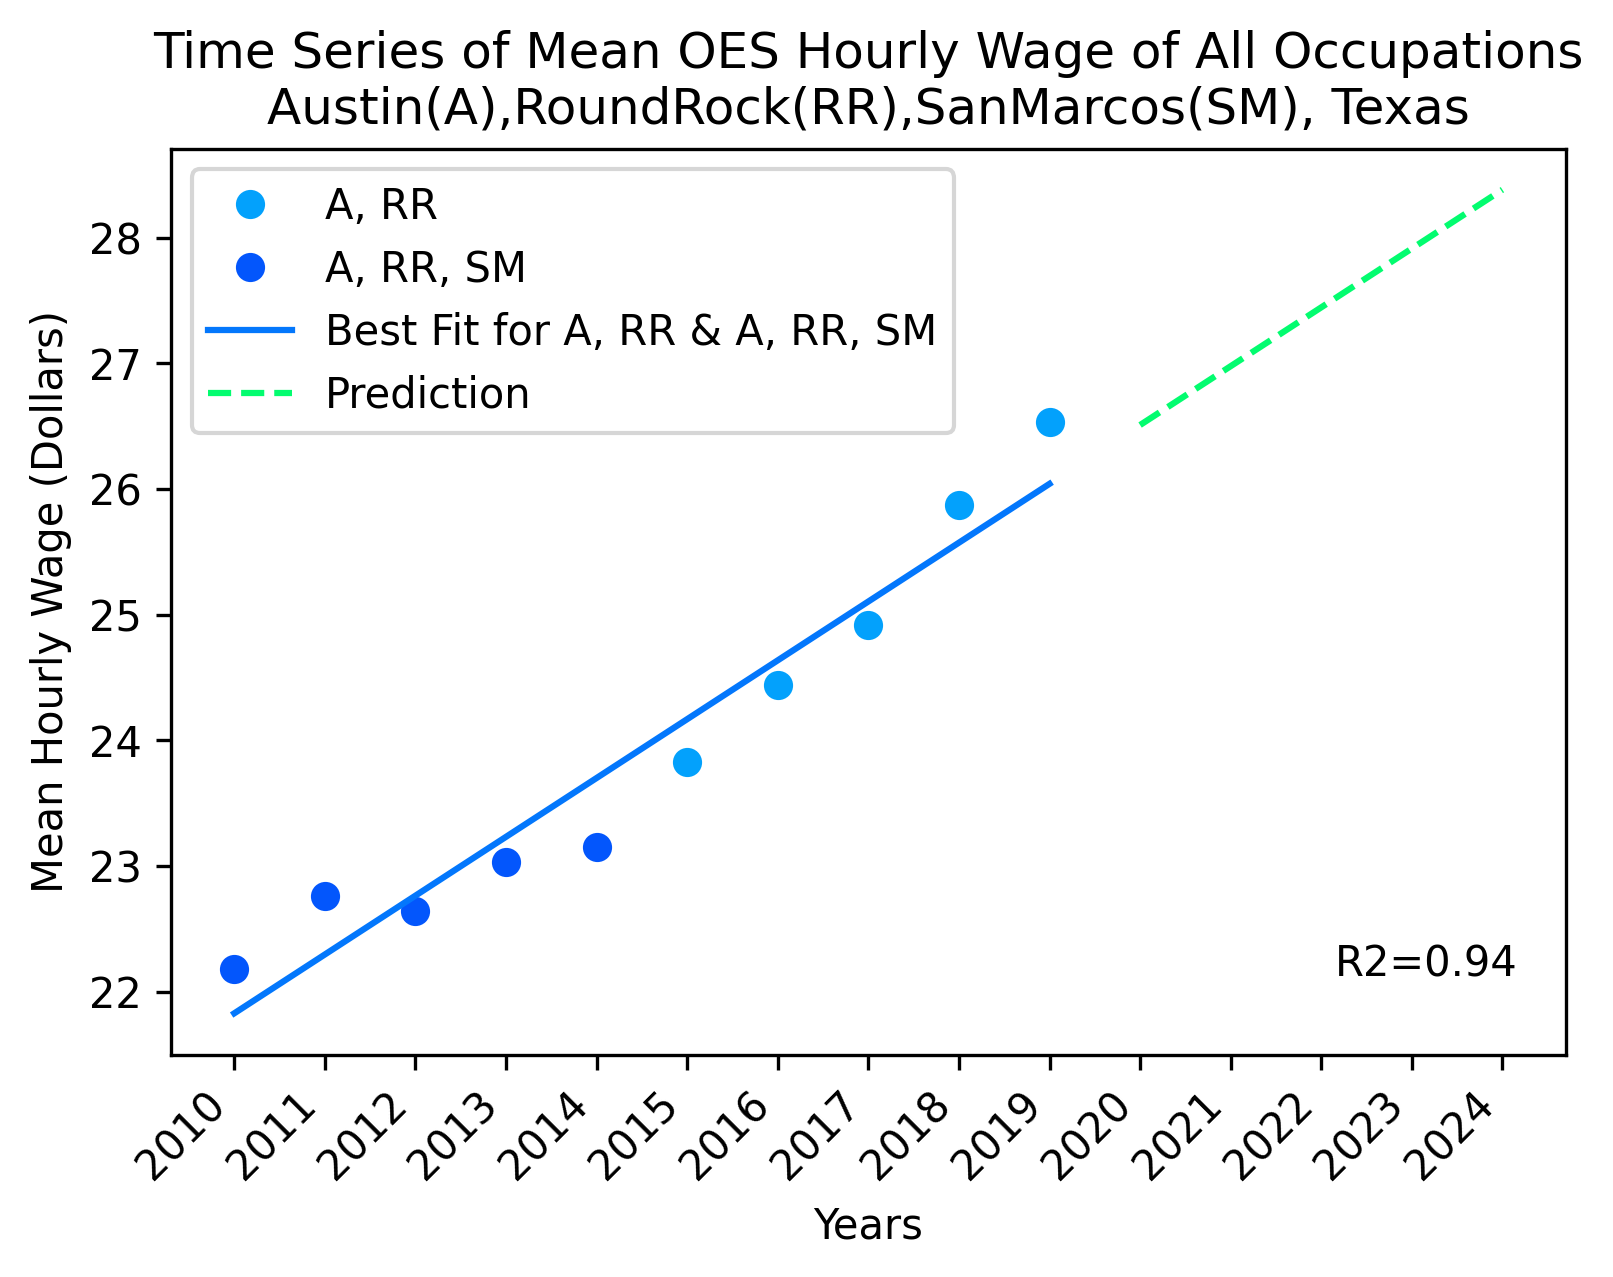 Time Series of Mean OES Hourly Wage of All Occupations
Austin(A),RoundRock(RR),SanMarcos(SM), Texas
A, RR
A, RR, SM
Best Fit for A, RR & A, RR, SM
Prediction
Mean Hourly Wage (Dollars)
28
27
26
25
24
23
22
R2=0.94
2010
2011
2012
2013
2014
2015
2016
2017
2018
2019
2020
2021
2022
2023
2024
Years